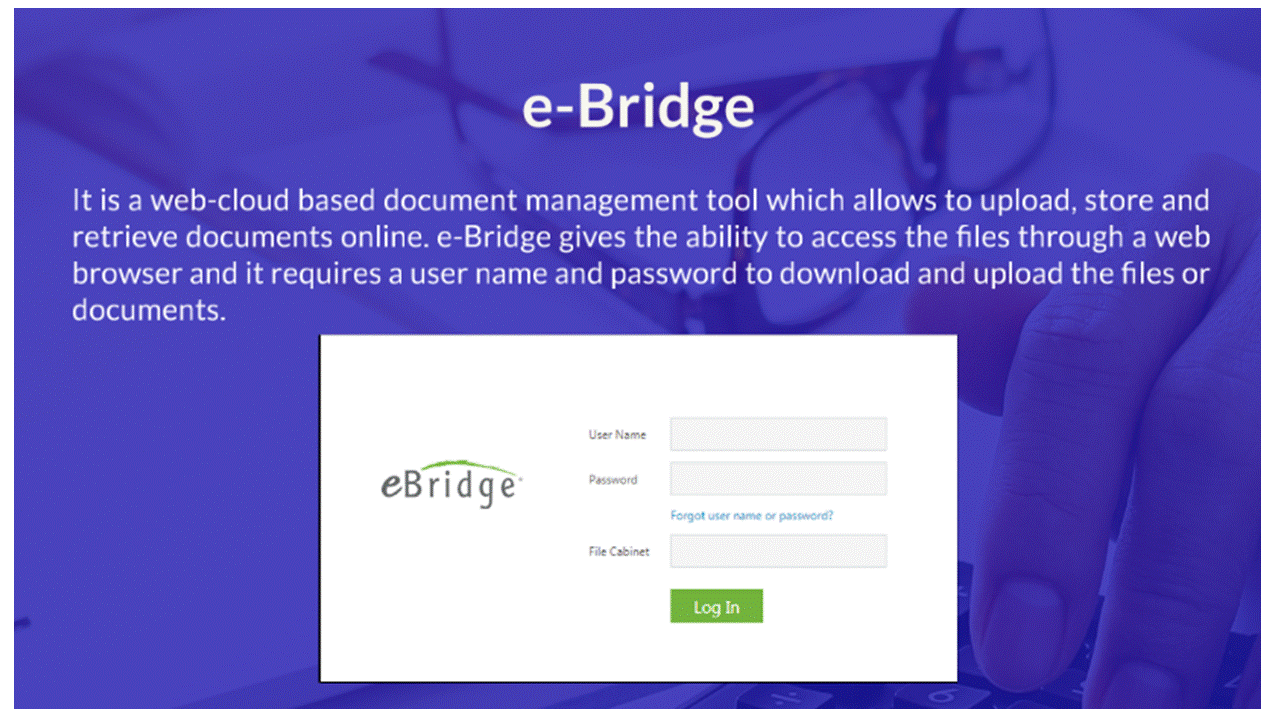 e-Bridge
It is a web-cloud based document management tool which allows to upload, store and
retrieve documents online. e-Bridge gives the ability to access the files through a web
browser and it requires a user name and password to download and upload the files or
documents.
eBridge
User Name
Password
Forgot user name or password?
File Cabinet
Log In
6